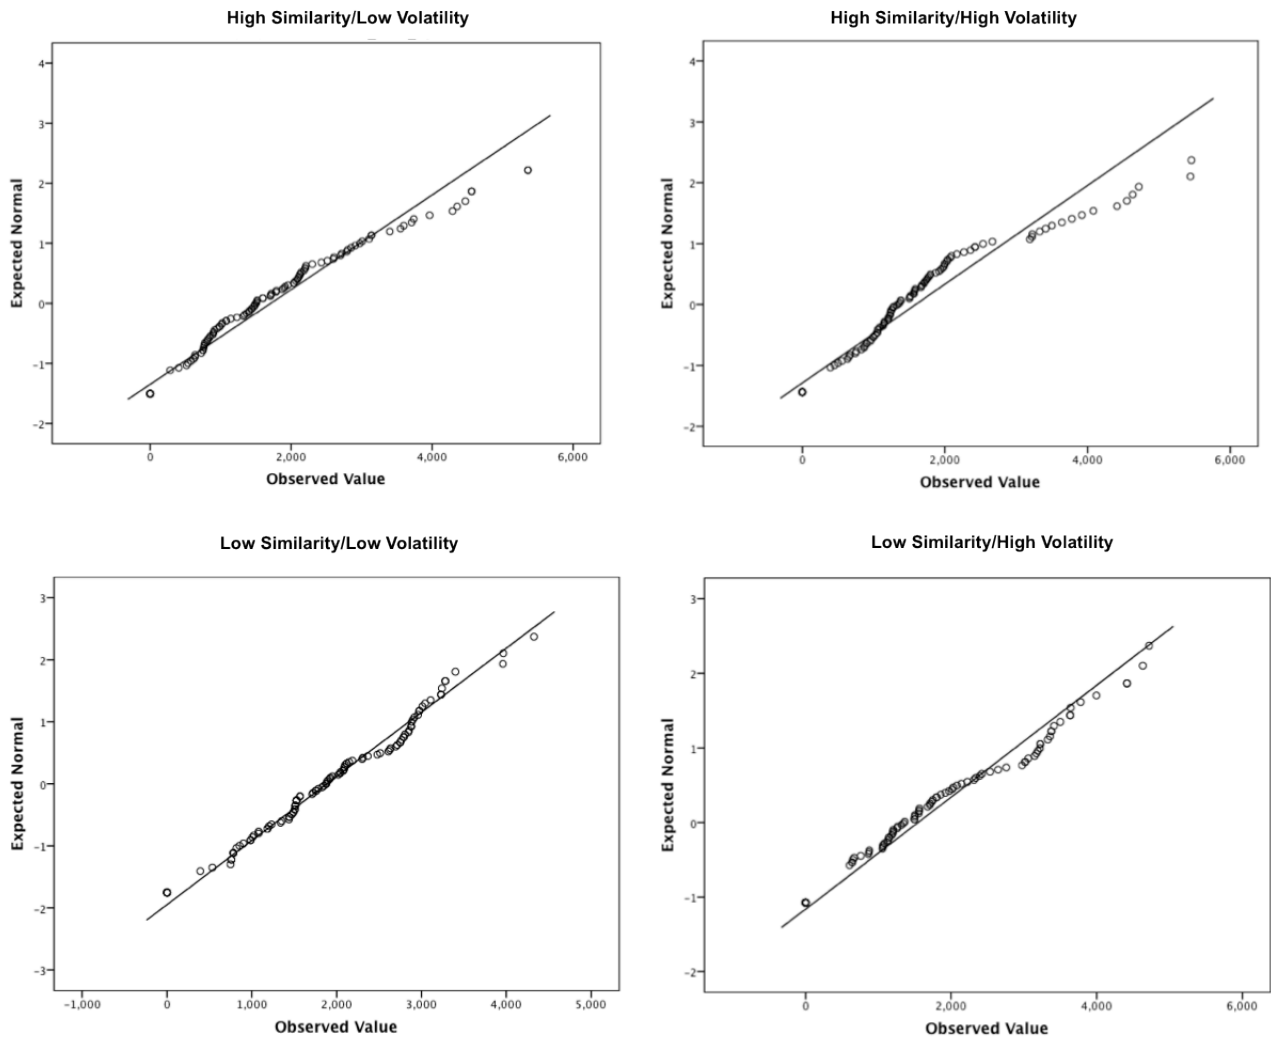 High Similarity/Low Volatility
4
3
2
1
0
−1
−2
Expected Normal
0 2,000 4,000 6,000
Observed Value
High Similarity/High Volatility
4
3
2
1
0
−1
−2
Expected Normal
0 2,000 4,000 6,000
Observed Value
Low Similarity/Low Volatility
3
2
1
0
−1
−2
−3
Expected Normal
−1,000 0 1,000 2,000 3,000 4,000 5,000
Observed Value
Low Similarity/High Volatility
3
2
1
0
−1
−2
Expected Normal
0 2,000 4,000 6,000
Observed Value